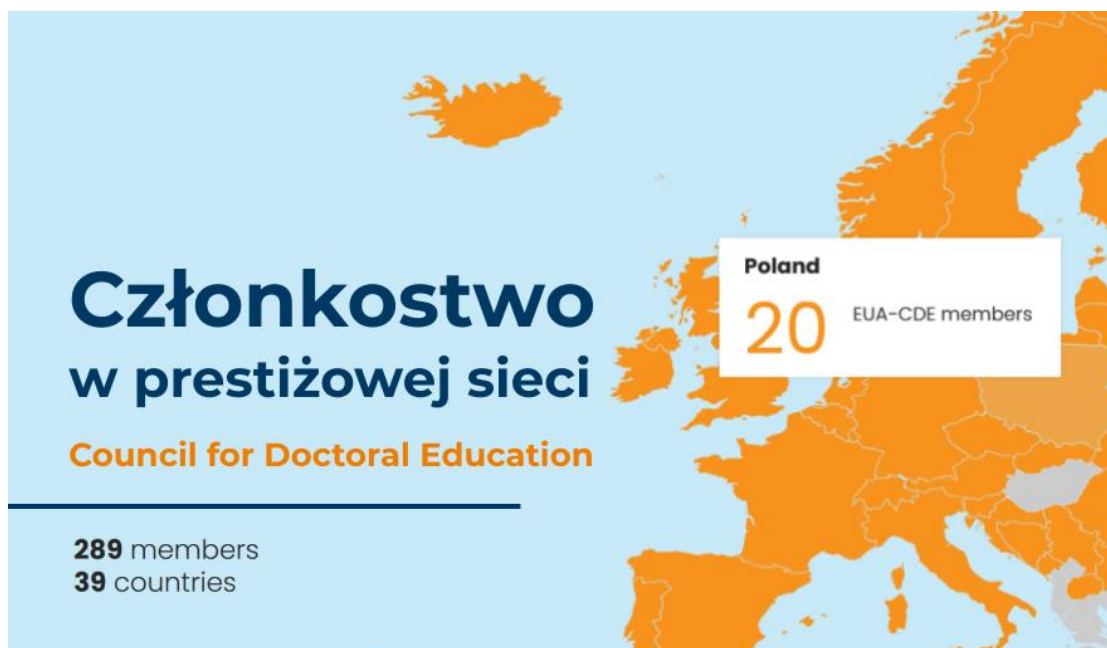 Członkostwo
w prestiżowej sieci
Council for Doctoral Education
289 members
39 countries
Poland
20 EUA-CDE members